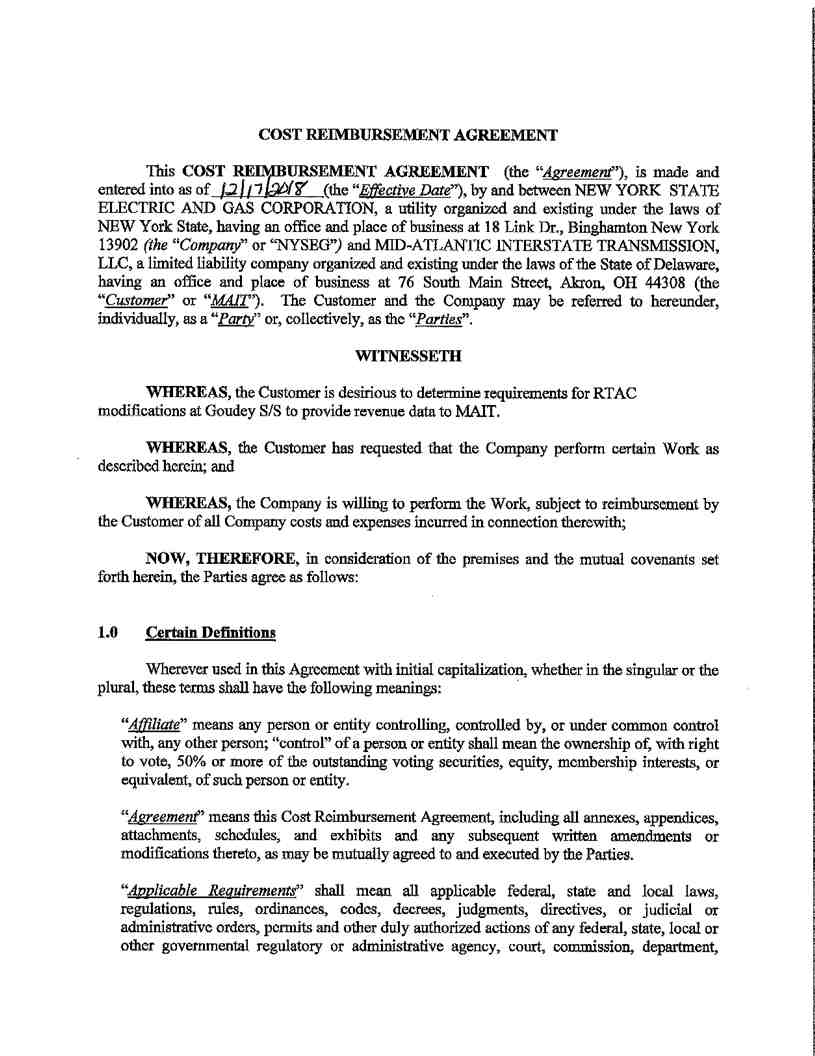 COST REIMBURSEMENT AGREEMENT
This COST REIMBURSEMENT AGREEMENT (the “Agreement”), is made and
entered into as of 12/17/2018 (the “Effective Date”), by and between NEW YORK STATE
ELECTRIC AND GAS CORPORATION, a utility organized and existing under the laws of
NEW York State, having an office and place of business at 18 Link Dr., Binghamton New York
13902 (the “Company” or “NYSEG”) and MID-ATLANTIC INTERSTATE TRANSMISSION,
LLC, a limited liability company organized and existing under the laws of the State of Delaware,
having an office and place of business at 76 South Main Street, Akron, OH 44308 (the
“Customer” or “MAIT”). The Customer and the Company may be referred to hereunder,
individually, as a “Party” or, collectively, as the “Parties”.
WITNESSETH
WHEREAS, the Customer is desirious to determine requirements for RTAC
modifications at Goudey S/S to provide revenue data to MAIT.
WHEREAS, the Customer has requested that the Company perform certain Work as
described herein; and
WHEREAS, the Company is willing to perform the Work, subject to reimbursement by
the Customer of all Company costs and expenses incurred in connection therewith;
NOW, THEREFORE, in consideration of the premises and the mutual covenants set
forth herein, the Parties agree as follows:
1.0 Certain Definitions
Wherever used in this Agreement with initial capitalization, whether in the singular or the
plural, these terms shall have the following meanings:
“Affiliate” means any person or entity controlling, controlled by, or under common control
with, any other person; “control” of a person or entity shall mean the ownership of, with right
to vote, 50% or more of the outstanding voting securities, equity, membership interests, or
equivalent, of such person or entity.
“Agreement” means this Cost Reimbursement Agreement, including all annexes, appendices,
attachments, schedules, and exhibits and any subsequent written amendments or
modifications thereto, as may be mutually agreed to and executed by the Parties.
“Applicable Requirements” shall mean all applicable federal, state and local laws,
regulations, rules, ordinances, codes, decrees, judgments, directives, or judicial or
administrative orders, permits and other duly authorized actions of any federal, state, local or
other governmental regulatory or administrative agency, court, commission, department,